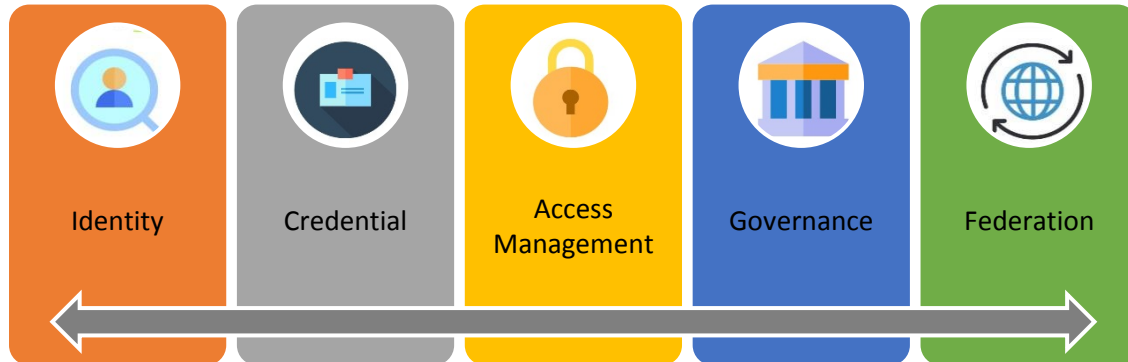 Identity
Credential
Access
Management
Governance
Federation